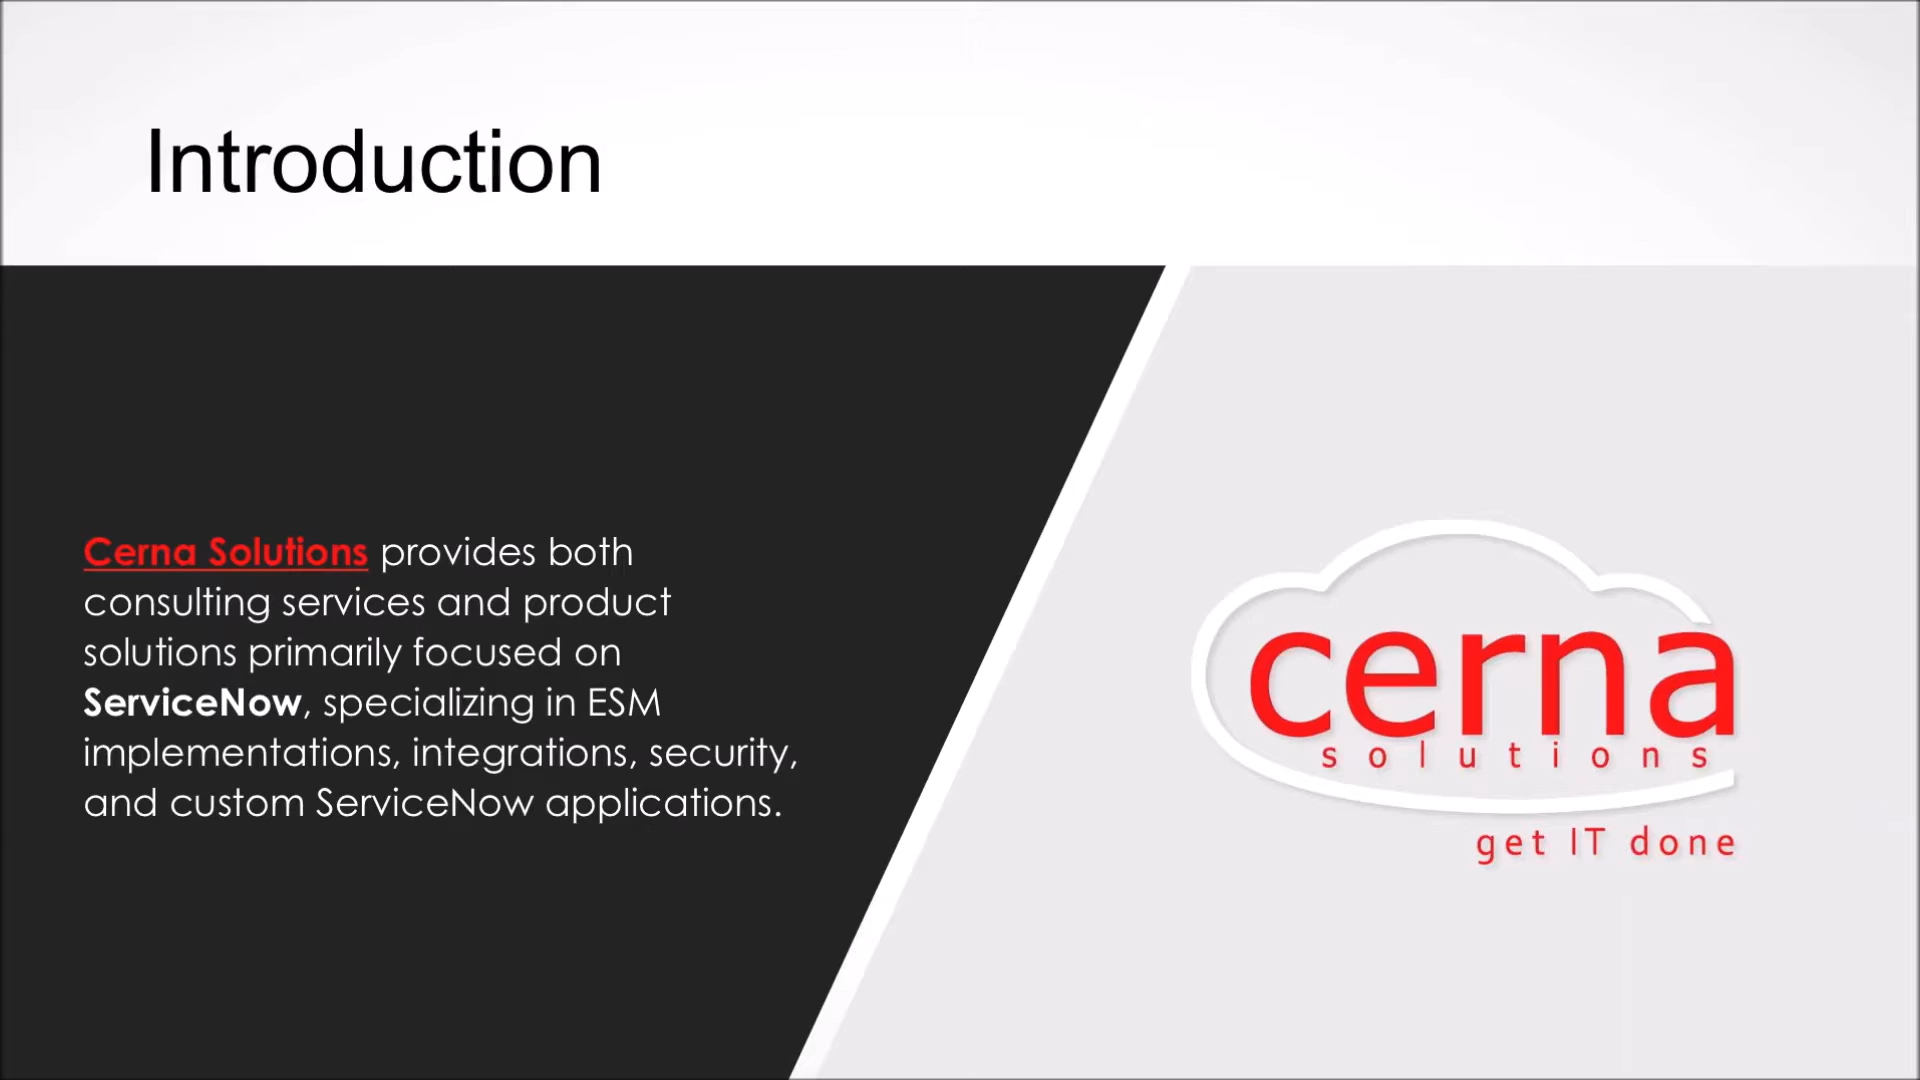 Introduction
Cerna Solutions provides both
consulting services and product
solutions primarily focused on
ServiceNow, specializing in ESM
implementations, integrations, security,
and custom ServiceNow applications.
cerna
solutions
get IT done